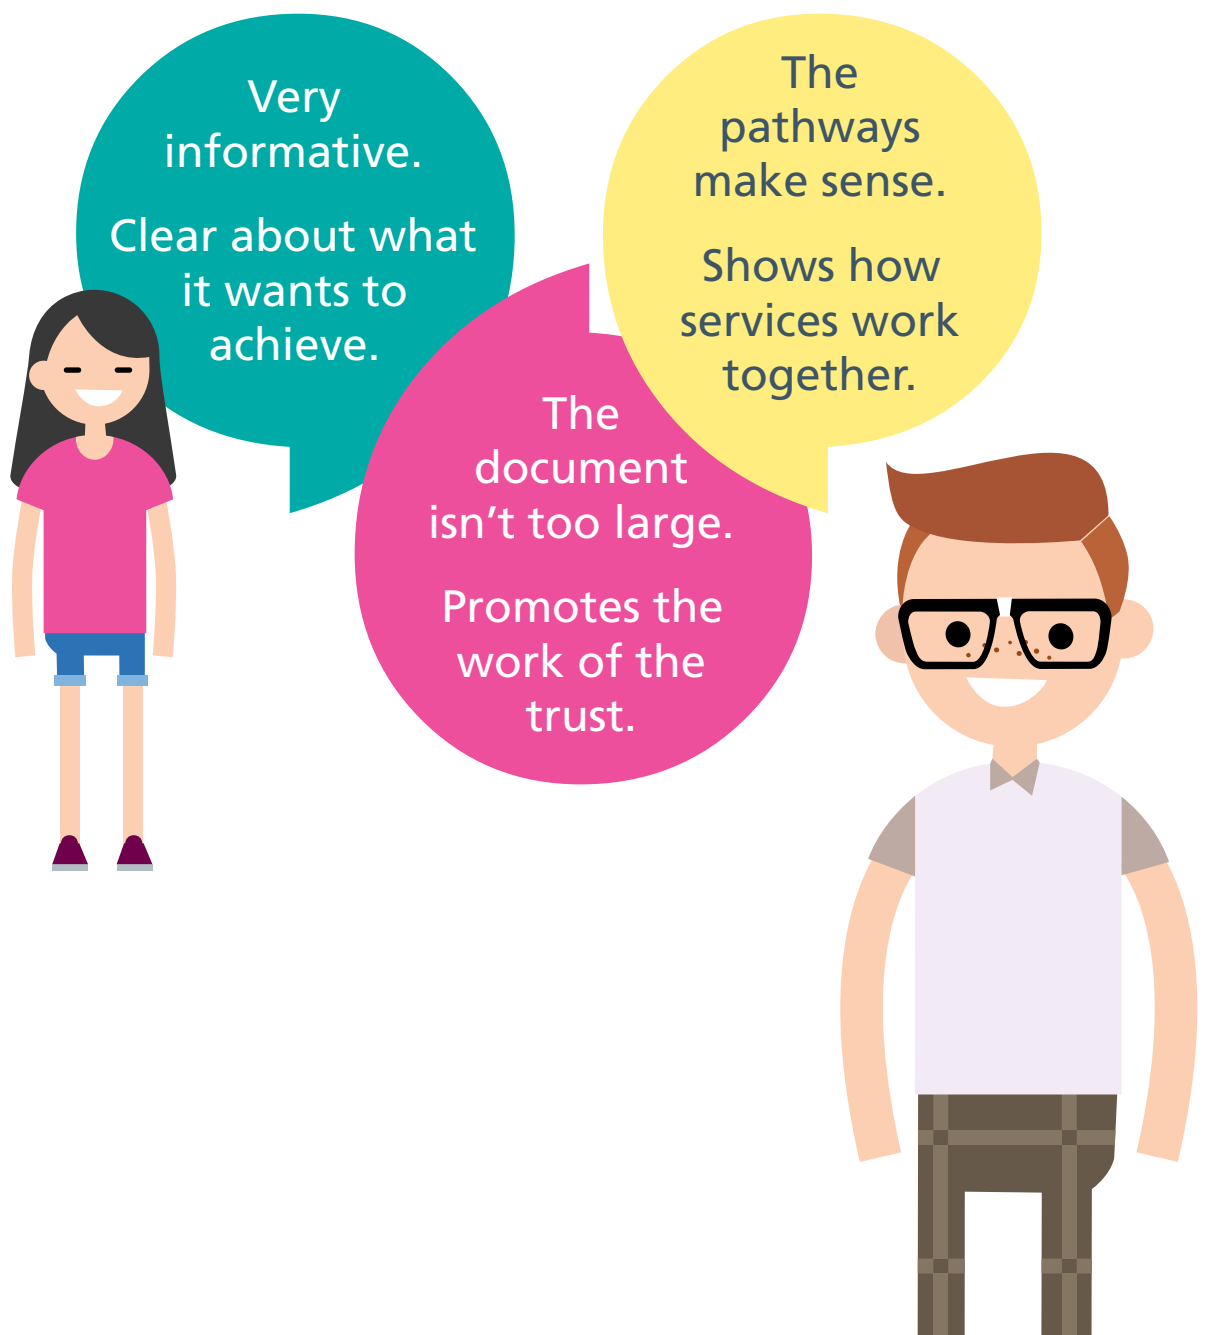 Very
informative.
Clear about what
it wants to
achieve.
The
document
isn't too large.
Promotes the
work of the
trust.
The
pathways
make sense.
Shows how
services work
together.